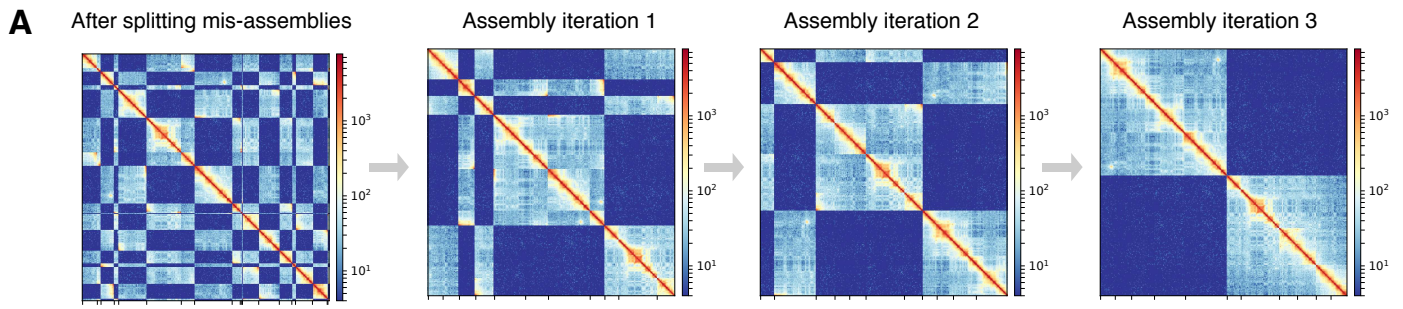 A
After splitting mis-assemblies
Assembly iteration 1
Assembly iteration 2
Assembly iteration 3
10³
10²
10¹
10³
10²
10¹
10³
10²
10¹
10³
10²
10¹